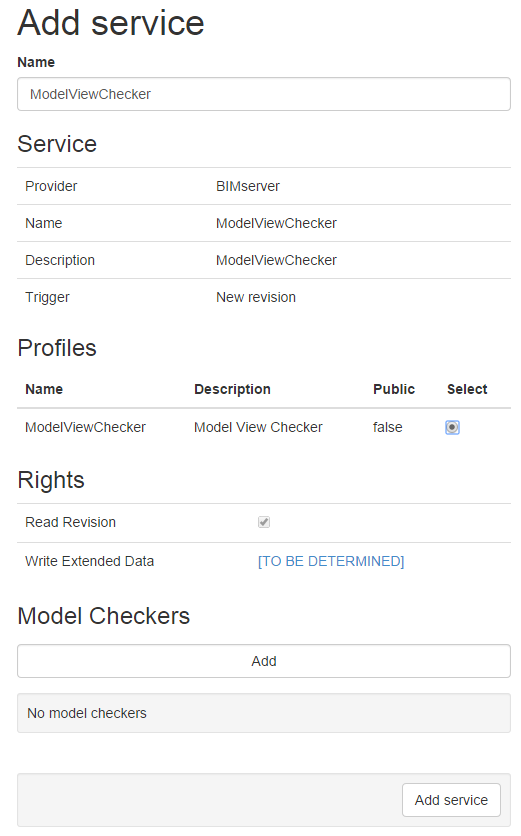 Add service
Name
ModelViewChecker
Service
Provider BIMserver
Name ModelViewChecker
Description ModelViewChecker
Trigger New revision
Profiles
Name Description Public Select
ModelViewChecker Model View Checker false
Rights
Read Revision
Write Extended Data [TO BE DETERMINED]
Model Checkers
Add
No model checkers
Add service